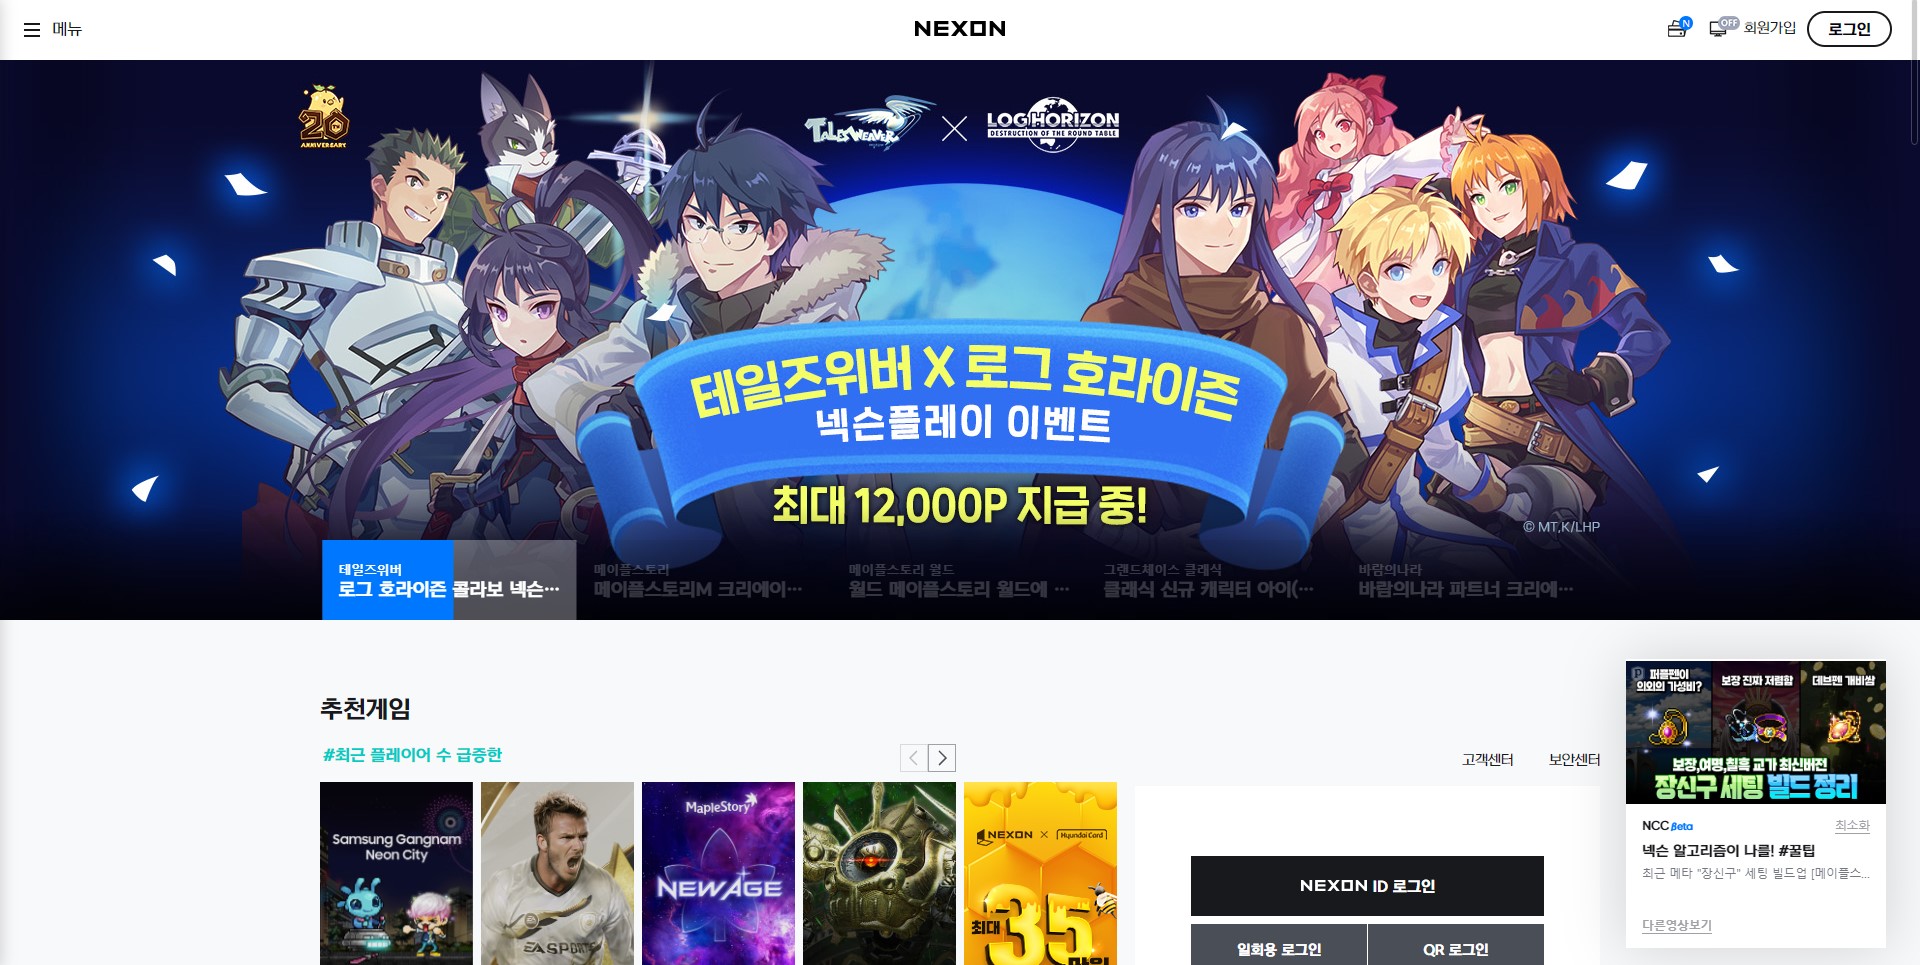 메뉴
NEXON
N
OFF
회원가입
로그인
20
ANNIVERSARY
TALESWEAVER
LOG HORIZON
DESTRUCTION OF THE ROUND TABLE
테일즈위버 X 로그 호라이즌
넥슨플레이 이벤트
최대 12,000P 지급 중!
© MT,K/LHP
테일즈위버
로그 호라이즌 콜라보 넥슨···
메이플스토리
메이플스토리M 크리에이···
메이플스토리 월드
월드 메이플스토리 월드에 ···
그랜드체이스 클래식
클래식 신규 캐릭터 아이(···
바람의나라
바람의나라 파트너 크리에···
추천게임
#최근 플레이어 수 급증한
고객센터
보안센터
Samsung Gangnam
Neon City
EA SPORTS
MapleStory
NEW AGE
NEXON × Hyundai Card
최대 35만원
NEXON ID 로그인
일회용 로그인
QR 로그인
퍼플펜이
의외의 가성비?
보장 진짜 저렴함
데브펜 개비쌈
보장,여명,칠흑 교가 최신버전
장신구 세팅 빌드 정리
NCC Beta
최소화
넥슨 알고리즘이 나를! #꿀팁
최근 메타 "장신구" 세팅 빌드업 [메이플스...
다른영상보기